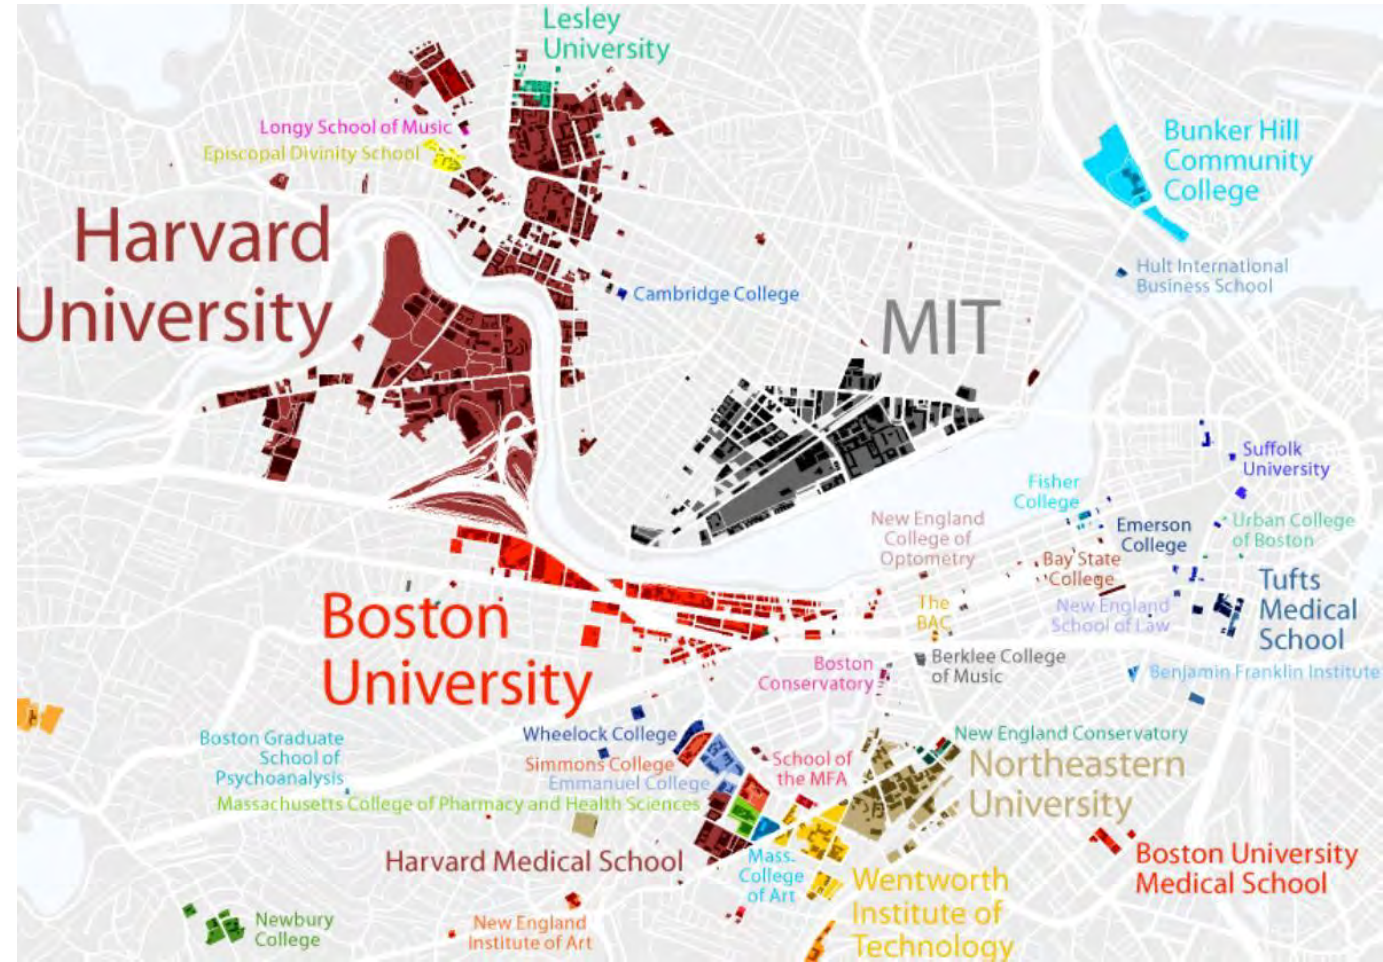 Lesley
University
Longy School of Music
Episcopal Divinity School
Bunker Hill
Community
College
Harvard
University
Hult International
Business School
Cambridge College
MIT
Suffolk
University
Fisher
College
New England
College of
Optometry
Emerson
College
Urban College
of Boston
Bay State
College
Tufts
Medical
School
The
BAC
New England
School of Law
Boston
University
Boston
Conservatory
Berklee College
of Music
Benjamin Franklin Institute
Wheelock College
Boston Graduate
School of
Psychoanalysis
Simmons College
Emmanuel College
School of
the MFA
New England Conservatory
Northeastern
University
Massachusetts College of Pharmacy and Health Sciences
Harvard Medical School
Mass.
College
of Art
Boston University
Medical School
Wentworth
Institute of
Technology
Newbury
College
New England
Institute of Art